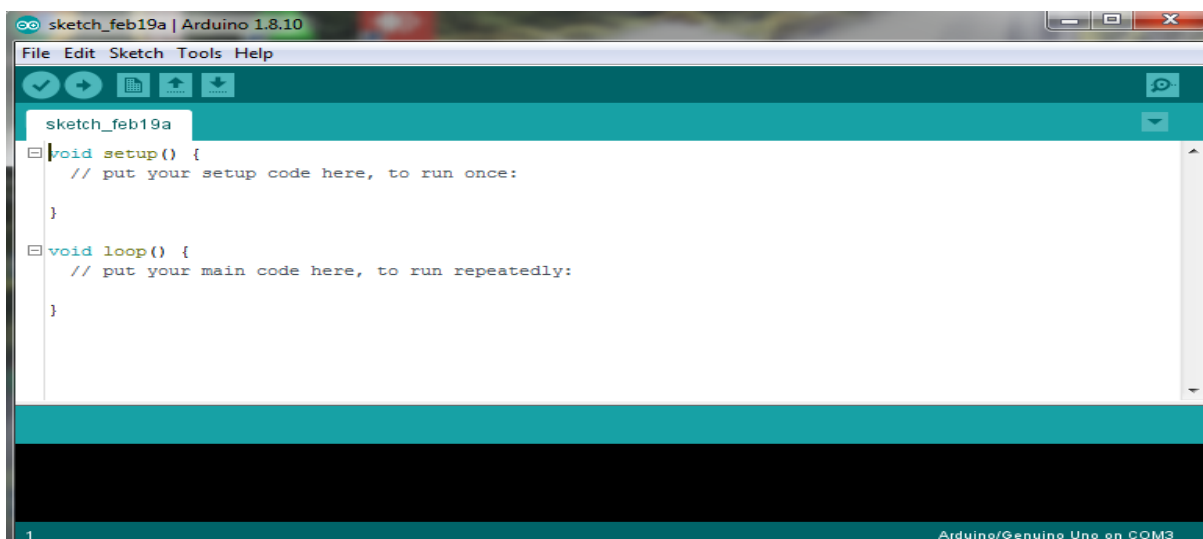 sketch_feb19a | Arduino 1.8.10
File Edit Sketch Tools Help
sketch_feb19a
void setup() {
  // put your setup code here, to run once:

}

void loop() {
  // put your main code here, to run repeatedly:

}
1
Arduino/Genuino Uno on COM3